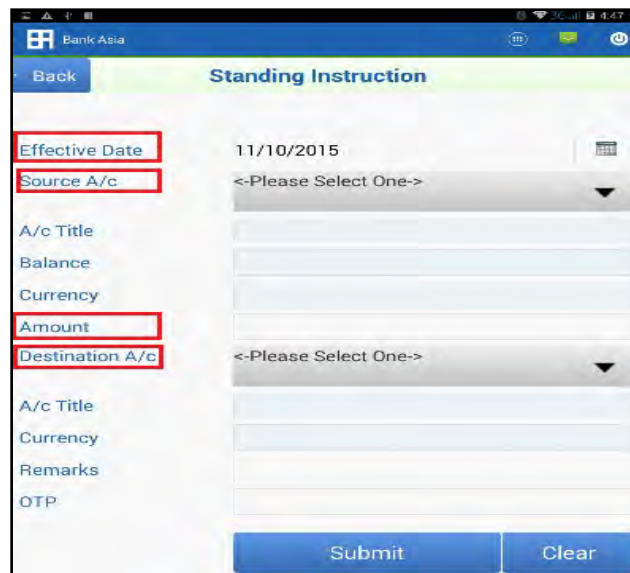 3G 4:47
Bank Asia
Back Standing Instruction
Effective Date 11/10/2015
Source A/c <-Please Select One->
A/c Title
Balance
Currency
Amount
Destination A/c <-Please Select One->
A/c Title
Currency
Remarks
OTP
Submit Clear